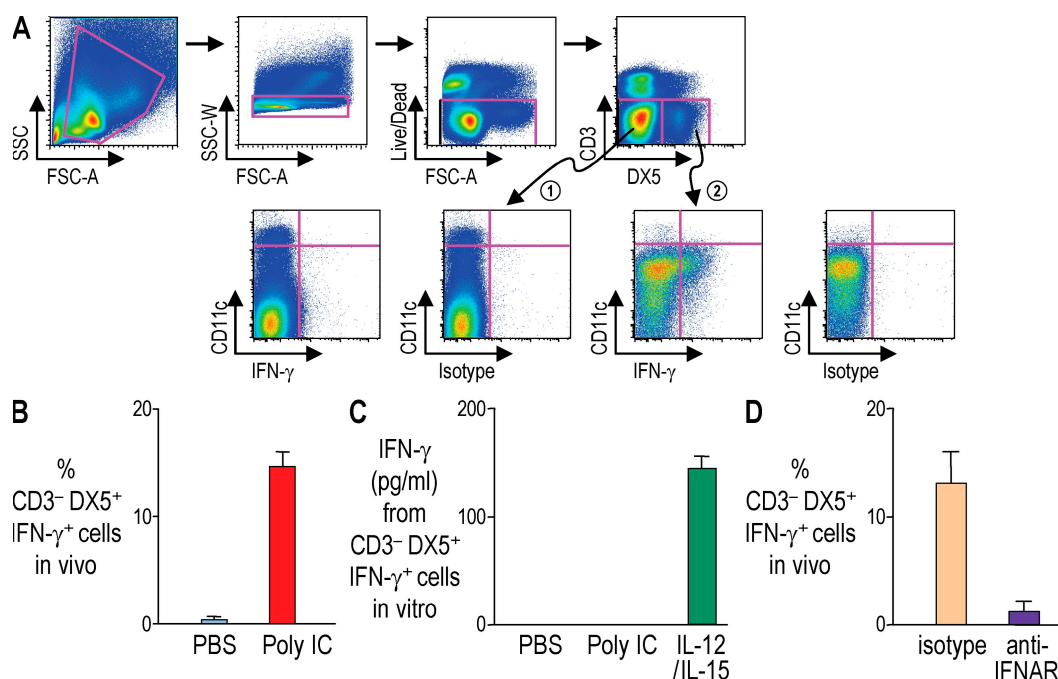 A
SSC
FSC-A
SSC-W
FSC-A
Live/Dead
FSC-A
CD3
DX5
①
②
CD11c
IFN-γ
CD11c
Isotype
CD11c
IFN-γ
CD11c
Isotype
B
%
CD3⁻ DX5⁺
IFN-γ⁺ cells
in vivo
20
10
0
PBS
Poly IC
C
IFN-γ
(pg/ml)
from
CD3⁻ DX5⁺
IFN-γ⁺ cells
in vitro
200
100
0
PBS
Poly IC
IL-12
/IL-15
D
%
CD3⁻ DX5⁺
IFN-γ⁺ cells
in vivo
20
10
0
isotype
anti-
IFNAR